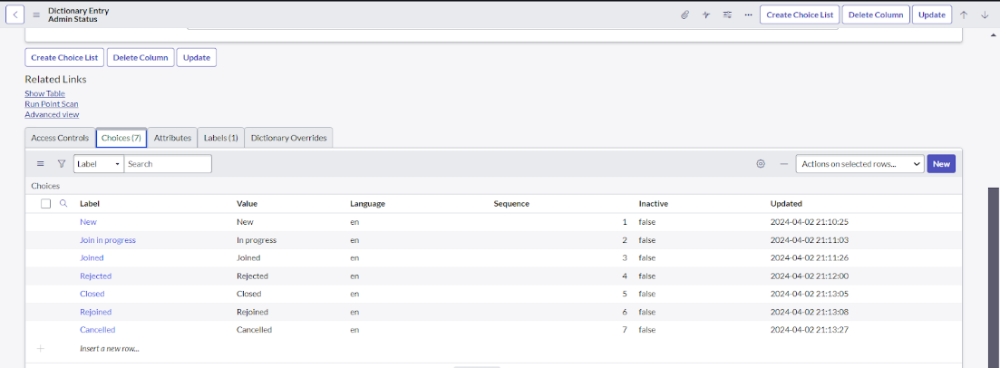 Dictionary Entry
Admin Status
Create Choice List Delete Column Update
Create Choice List Delete Column Update
Related Links
Show Table
Run Point Scan
Advanced view
Access Controls Choices (7) Attributes Labels (1) Dictionary Overrides
Label Search Actions on selected rows... New
Choices
Label Value Language Sequence Inactive Updated
New New en 1 false 2024-04-02 21:10:25
Join in progress In progress en 2 false 2024-04-02 21:11:03
Joined Joined en 3 false 2024-04-02 21:11:26
Rejected Rejected en 4 false 2024-04-02 21:12:00
Closed Closed en 5 false 2024-04-02 21:13:05
Rejoined Rejoined en 6 false 2024-04-02 21:13:08
Cancelled Cancelled en 7 false 2024-04-02 21:13:27
Insert a new row...